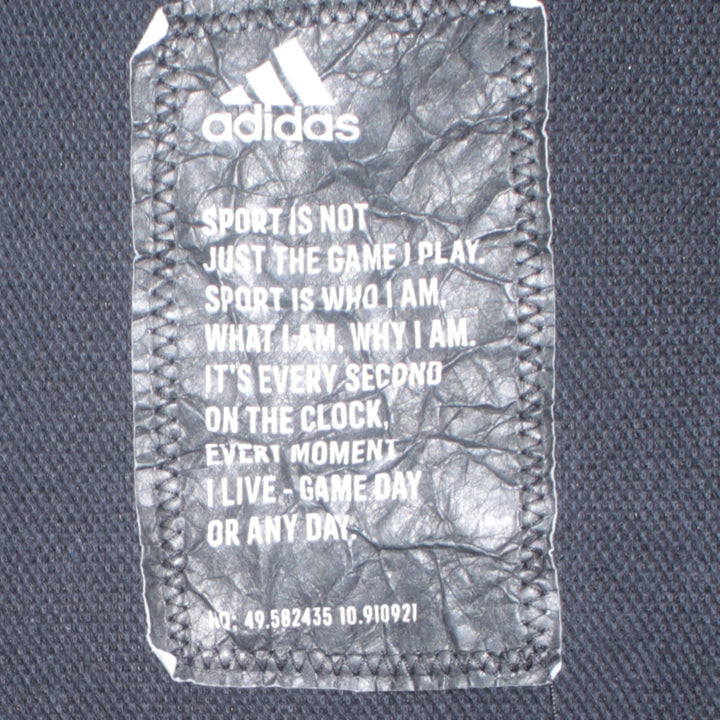 adidas
SPORT IS NOT
JUST THE GAME I PLAY.
SPORT IS WHO I AM,
WHAT I AM, WHY I AM.
IT'S EVERY SECOND
ON THE CLOCK,
EVERY MOMENT
I LIVE - GAME DAY
OR ANY DAY.
HQ: 49.582435 10.910921